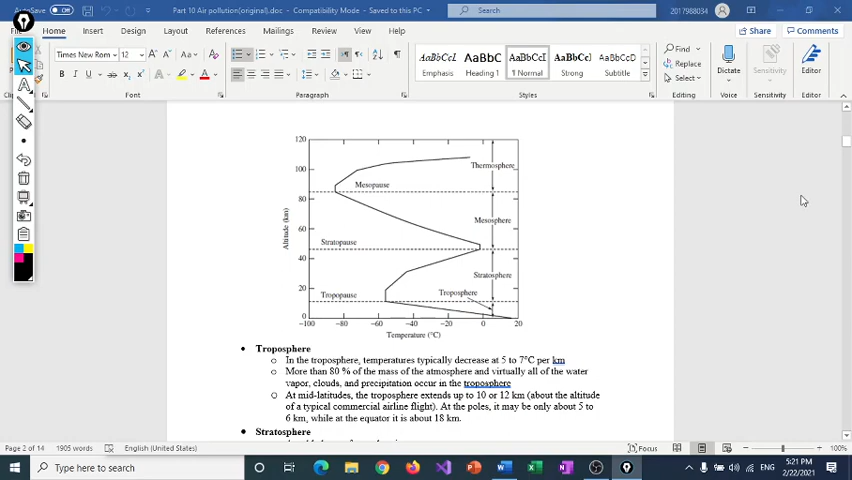 AutoSave Off Part 10 Air pollution(original).doc - Compatibility Mode - Saved to this PC Search 2017988034
File Home Insert Draw Design Layout References Mailings Review View Help Share Comments
Times New Rom 12 A A Aa
B I U ab x x A A
AaBbCcI AaBbC AaBbCcI AaBbCcI AaBbCcD
Emphasis Heading 1 1 Normal Strong Subtitle
Find
Replace
Select
Dictate Sensitivity Editor
Font Paragraph Styles Editing Voice Sensitivity Editor
120
100
80
60
40
20
0
Altitude (km)
Thermosphere
Mesopause
Mesosphere
Stratopause
Stratosphere
Troposphere
Tropopause
−100 −80 −60 −40 −20 0 20
Temperature (°C)
• Troposphere
o In the troposphere, temperatures typically decrease at 5 to 7°C per km
o More than 80 % of the mass of the atmosphere and virtually all of the water
vapor, clouds, and precipitation occur in the troposphere
o At mid-latitudes, the troposphere extends up to 10 or 12 km (about the altitude
of a typical commercial airline flight). At the poles, it may be only about 5 to
6 km, while at the equator it is about 18 km.
• Stratosphere
Page 2 of 14 1905 words English (United States) Focus 100%
Type here to search ENG 5:21 PM
2/22/2021